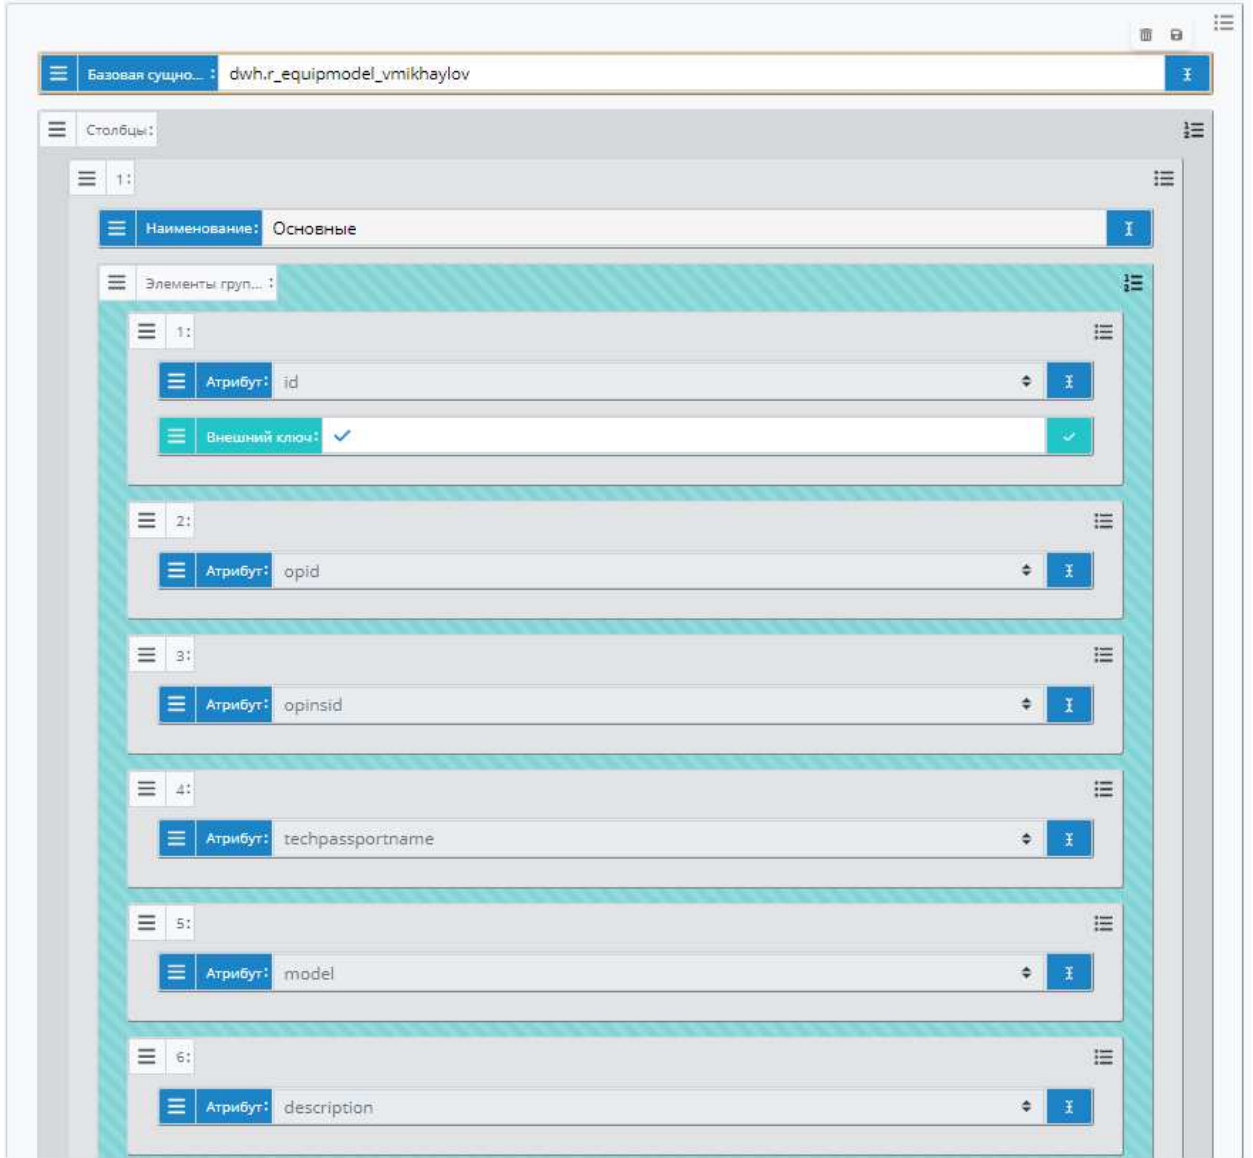 Базовая сущно... : dwh.r_equipmodel_vmikhaylov
Столбцы:
1:
Наименование: Основные
Элементы груп... :
1:
Атрибут: id
Внешний ключ:
2:
Атрибут: opid
3:
Атрибут: opinsid
4:
Атрибут: techpassportname
5:
Атрибут: model
6:
Атрибут: description